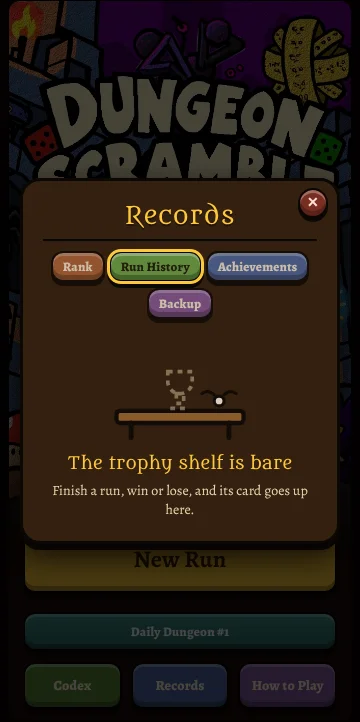 DUNGEON
SCRAMBLE
Records
Rank
Run History
Achievements
Backup
The trophy shelf is bare
Finish a run, win or lose, and its card goes up
here.
New Run
Daily Dungeon #1
Codex
Records
How to Play